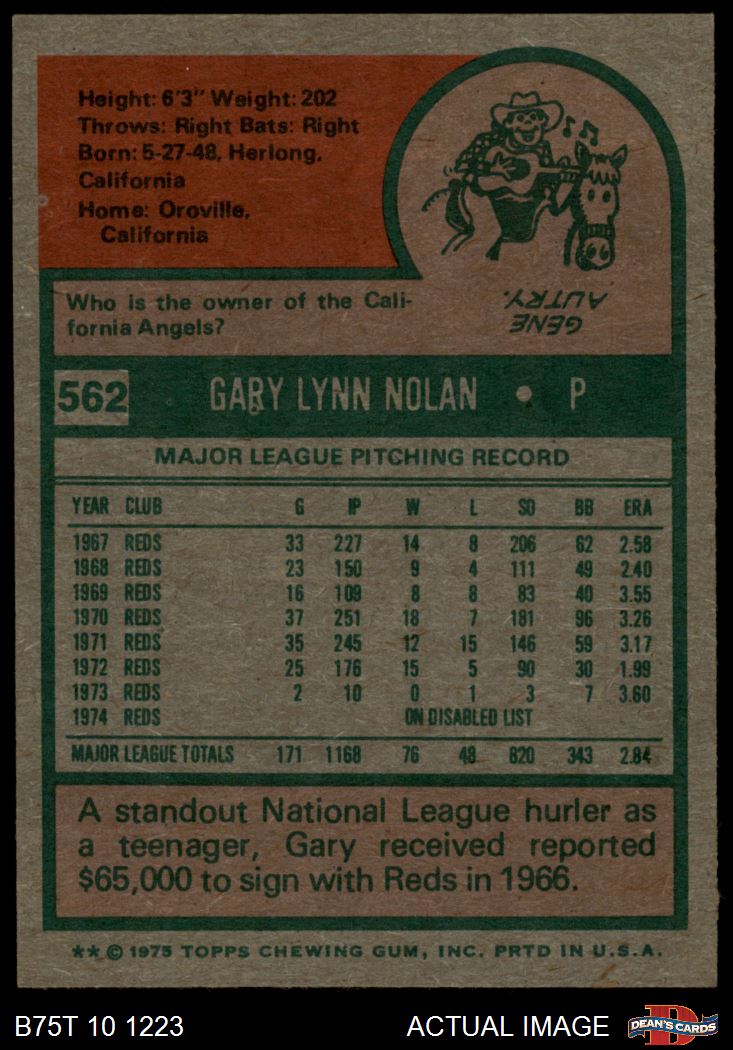 Height: 6'3" Weight: 202
Throws: Right Bats: Right
Born: 5-27-48, Herlong,
California
Home: Oroville,
California
Who is the owner of the Cali-
fornia Angels?
GENE
AUTRY.
562 GARY LYNN NOLAN • P
MAJOR LEAGUE PITCHING RECORD
YEAR CLUB G IP W L SO BB ERA
1967 REDS 33 227 14 8 206 62 2.58
1968 REDS 23 150 9 4 111 49 2.40
1969 REDS 16 109 8 8 83 40 3.55
1970 REDS 37 251 18 7 181 96 3.26
1971 REDS 35 245 12 15 146 59 3.17
1972 REDS 25 176 15 5 90 30 1.99
1973 REDS 2 10 0 1 3 7 3.60
1974 REDS ON DISABLED LIST
MAJOR LEAGUE TOTALS 171 1168 76 48 820 343 2.84
A standout National League hurler as
a teenager, Gary received reported
$65,000 to sign with Reds in 1966.
** © 1975 TOPPS CHEWING GUM, INC. PRTD IN U.S.A.
B75T 10 1223 ACTUAL IMAGE DEAN'S CARDS